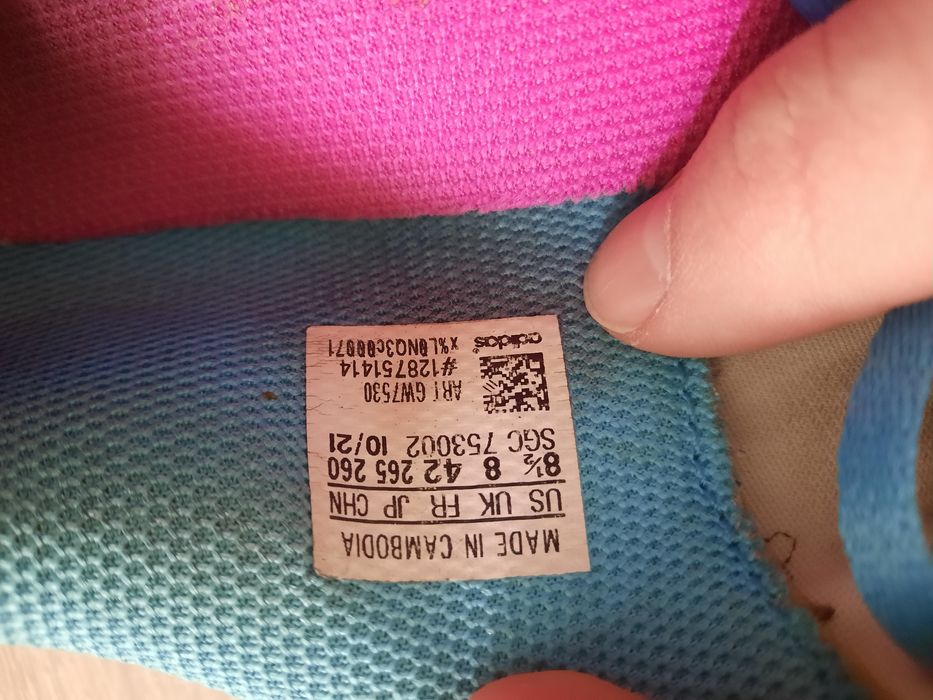 MADE IN CAMBODIA
US UK FR JP CHN
8½ 8 42 265 260
SGC 753002 10/21
ART GW7530
#128751414
adidas®